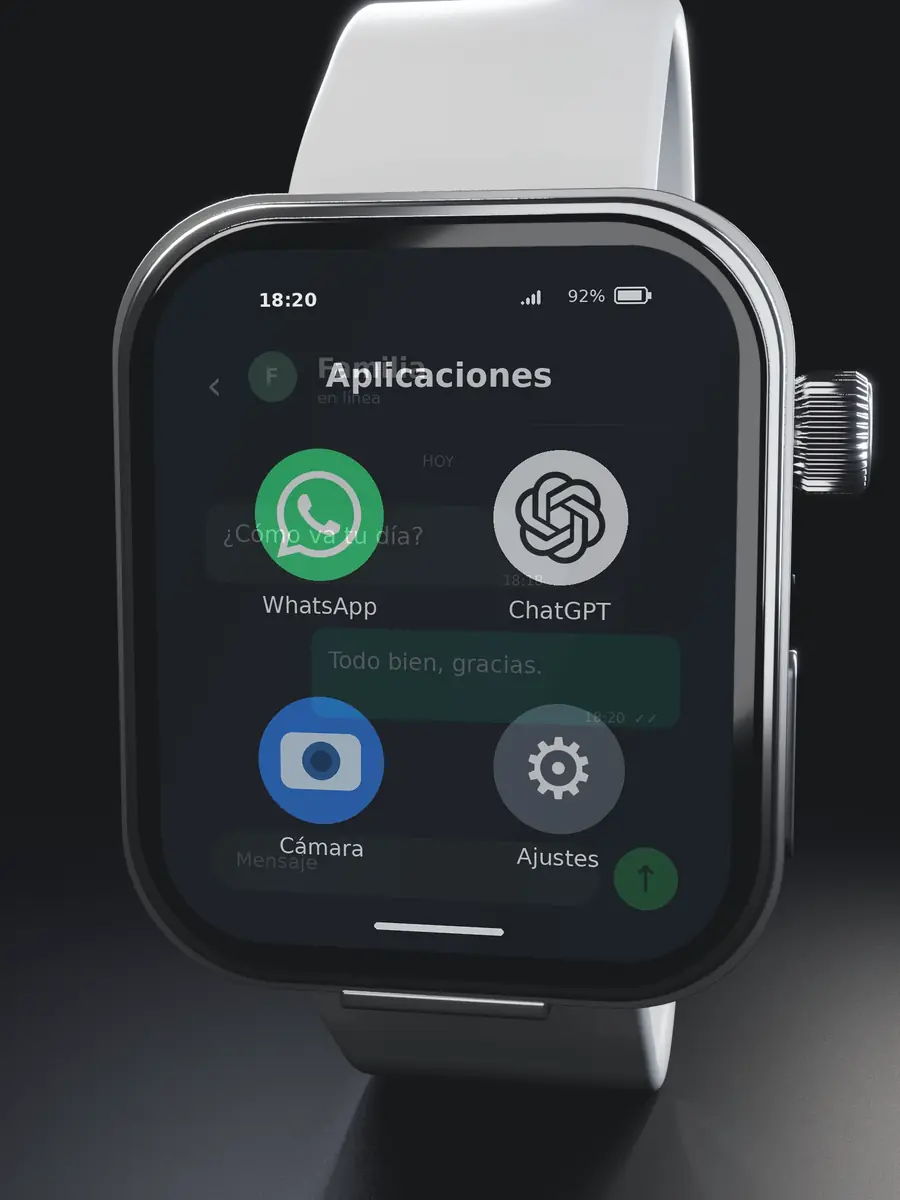 18:20
92%
Familia
Aplicaciones
F
en línea
HOY
¿Cómo va tu día?
18:18
WhatsApp
ChatGPT
Todo bien, gracias.
18:20
Cámara
Ajustes
Mensaje